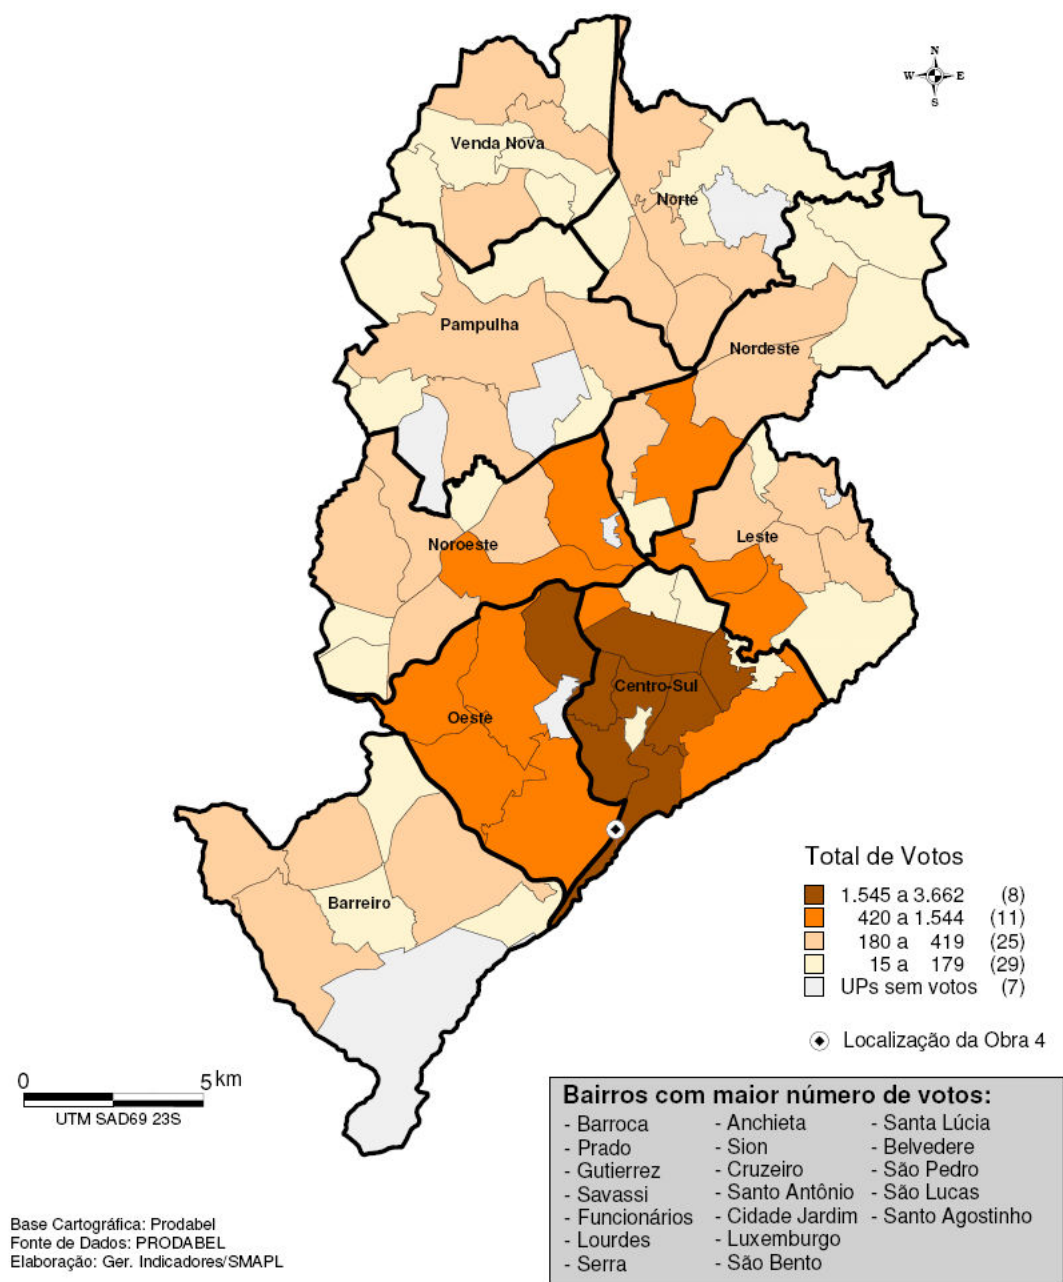 N
W E
S
Venda Nova
Norte
Pampulha
Nordeste
Noroeste
Leste
Centro-Sul
Oeste
Barreiro
Total de Votos
1.545 a 3.662 (8)
420 a 1.544 (11)
180 a 419 (25)
15 a 179 (29)
UPs sem votos (7)
Localização da Obra 4
0 5 km
UTM SAD69 23S
Bairros com maior número de votos:
- Barroca
- Prado
- Gutierrez
- Savassi
- Funcionários
- Lourdes
- Serra
- Anchieta
- Sion
- Cruzeiro
- Santo Antônio
- Cidade Jardim
- Luxemburgo
- São Bento
- Santa Lúcia
- Belvedere
- São Pedro
- São Lucas
- Santo Agostinho
Base Cartográfica: Prodabel
Fonte de Dados: PRODABEL
Elaboração: Ger. Indicadores/SMAPL